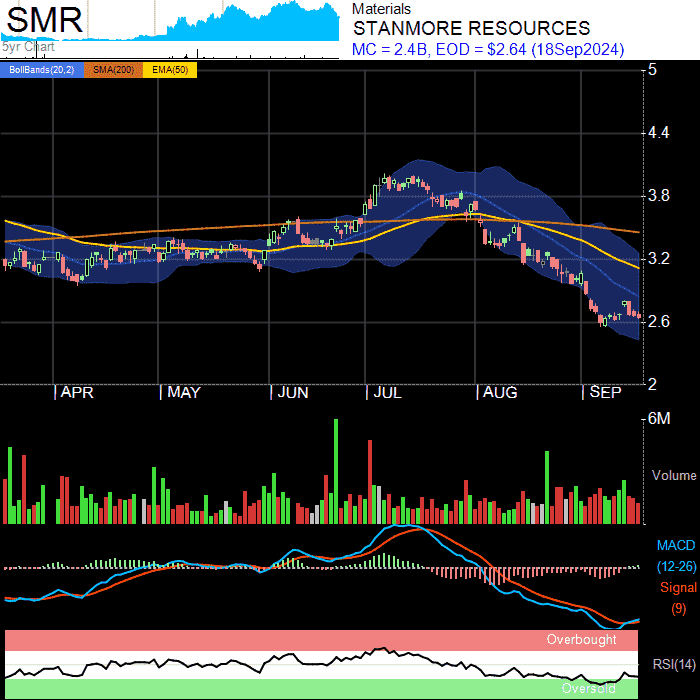 SMR
5yr Chart
Materials
STANMORE RESOURCES
MC = 2.4B, EOD = $2.64 (18Sep2024)
BollBands(20,2) SMA(200) EMA(50)
5
4.4
3.8
3.2
2.6
2
APR MAY JUN JUL AUG SEP
6M
Volume
MACD
(12-26)
Signal
(9)
Overbought
RSI(14)
Oversold